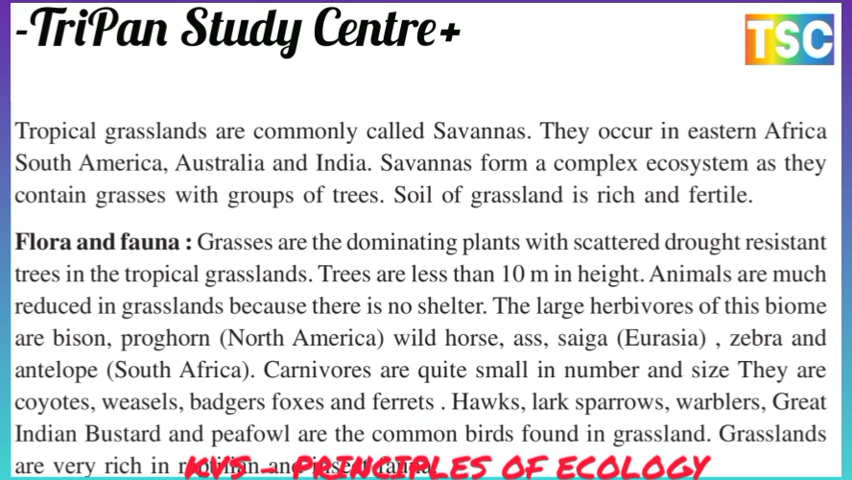 -TriPan Study Centre+
TSC
Tropical grasslands are commonly called Savannas. They occur in eastern Africa
South America, Australia and India. Savannas form a complex ecosystem as they
contain grasses with groups of trees. Soil of grassland is rich and fertile.
Flora and fauna : Grasses are the dominating plants with scattered drought resistant
trees in the tropical grasslands. Trees are less than 10 m in height. Animals are much
reduced in grasslands because there is no shelter. The large herbivores of this biome
are bison, proghorn (North America) wild horse, ass, saiga (Eurasia) , zebra and
antelope (South Africa). Carnivores are quite small in number and size They are
coyotes, weasels, badgers foxes and ferrets . Hawks, lark sparrows, warblers, Great
Indian Bustard and peafowl are the common birds found in grassland. Grasslands
are very rich in reptilian and insect fauna.
KVS - PRINCIPLES OF ECOLOGY